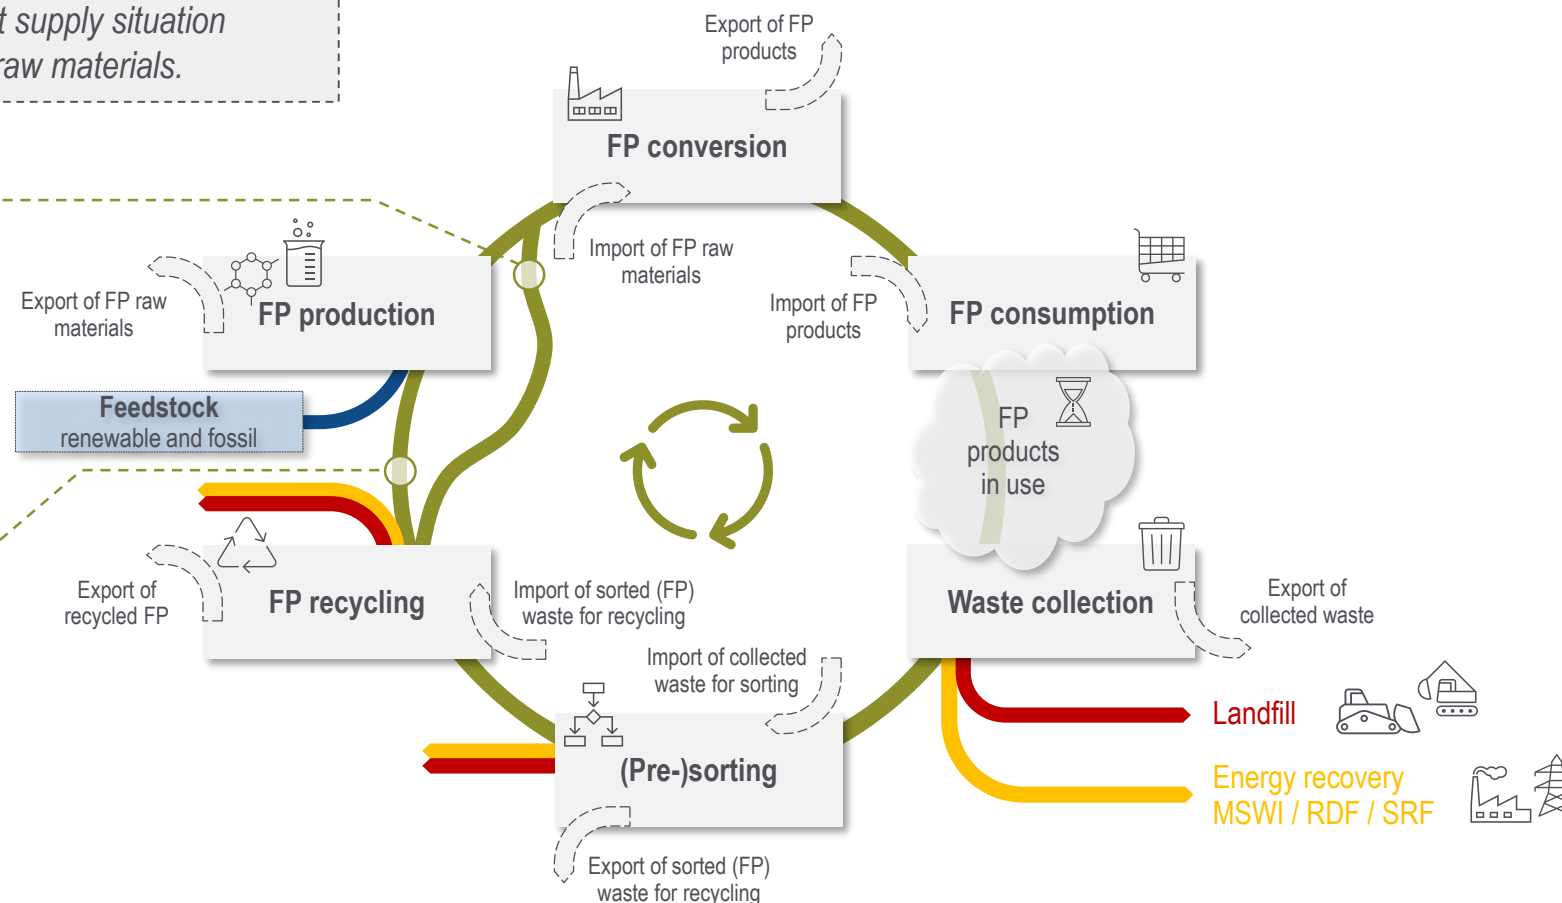 t supply situation
raw materials.
Export of FP
products
FP conversion
Import of FP raw
materials
Export of FP raw
materials
FP production
Import of FP
products
FP consumption
Feedstock
renewable and fossil
FP
products
in use
Export of
recycled FP
FP recycling
Import of sorted (FP)
waste for recycling
Waste collection
Export of
collected waste
Import of collected
waste for sorting
(Pre-)sorting
Landfill
Energy recovery
MSWI / RDF / SRF
Export of sorted (FP)
waste for recycling